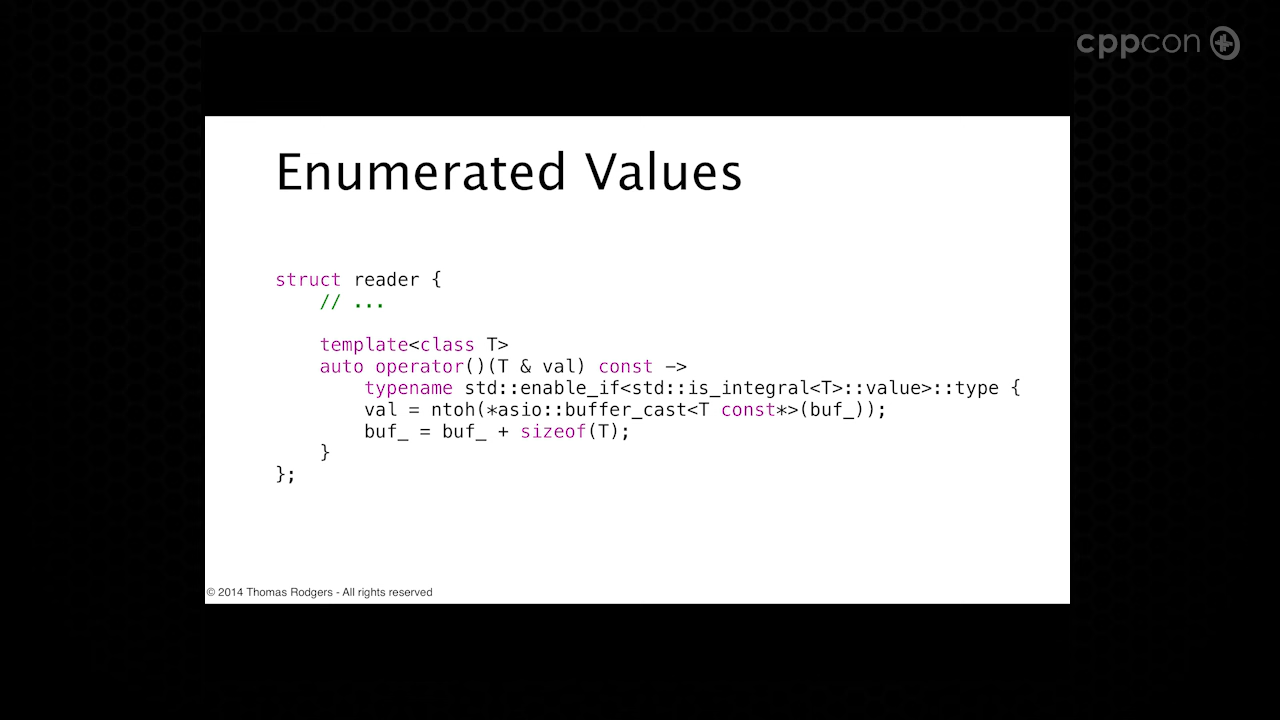 cppcon
Enumerated Values
struct reader {
    // ...

    template<class T>
    auto operator()(T & val) const ->
        typename std::enable_if<std::is_integral<T>::value>::type {
        val = ntoh(*asio::buffer_cast<T const*>(buf_));
        buf_ = buf_ + sizeof(T);
    }
};
© 2014 Thomas Rodgers - All rights reserved